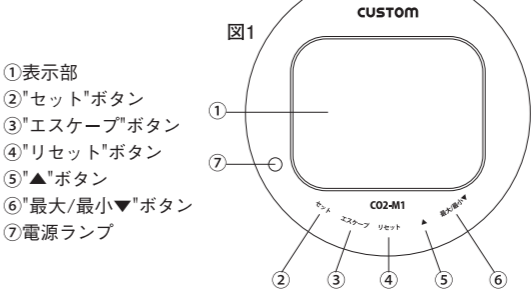 図1
CUSTOM
①表示部
②"セット"ボタン
③"エスケープ"ボタン
④"リセット"ボタン
⑤"▲"ボタン
⑥"最大/最小▼"ボタン
⑦電源ランプ
①
⑦
CO2-M1
セット
エスケープ
リセット
▲
最大/最小▼
②
③
④
⑤
⑥